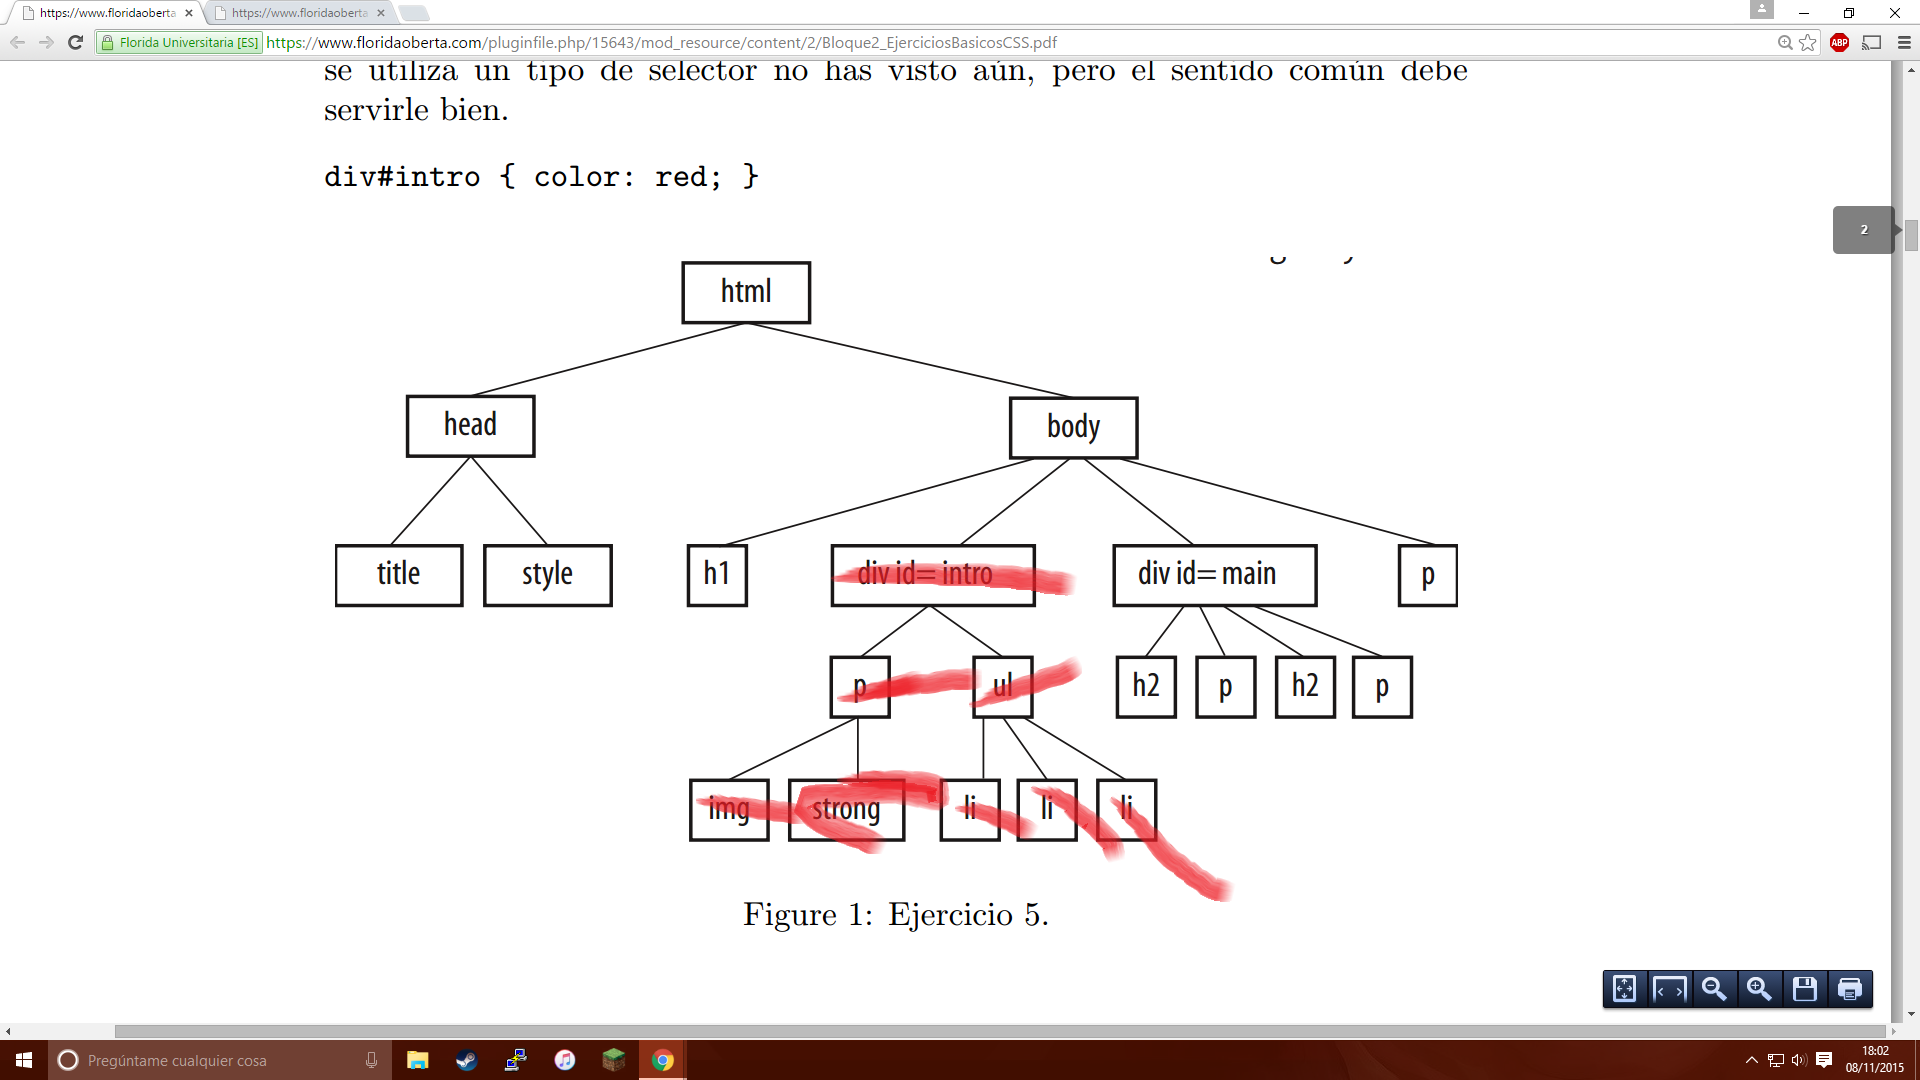 https://www.floridaoberta
https://www.floridaoberta
Florida Universitaria [ES]
https://www.floridaoberta.com/pluginfile.php/15643/mod_resource/content/2/Bloque2_EjerciciosBasicosCSS.pdf
ABP
se utiliza un tipo de selector no has visto aún, pero el sentido común debe
servirle bien.
div#intro { color: red; }
2
html
head
body
title
style
h1
div id= intro
div id= main
p
p
ul
h2
p
h2
p
img
strong
li
li
li
Figure 1: Ejercicio 5.
Pregúntame cualquier cosa
18:02
08/11/2015